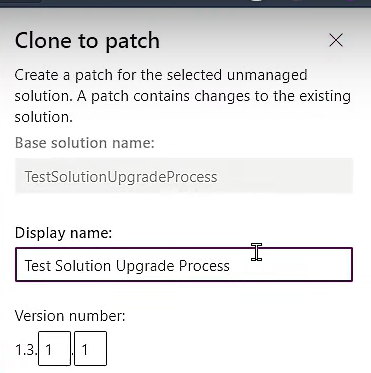 Clone to patch
Create a patch for the selected unmanaged
solution. A patch contains changes to the existing
solution.
Base solution name:
TestSolutionUpgradeProcess
Display name:
Test Solution Upgrade Process
Version number:
1.3.1.1